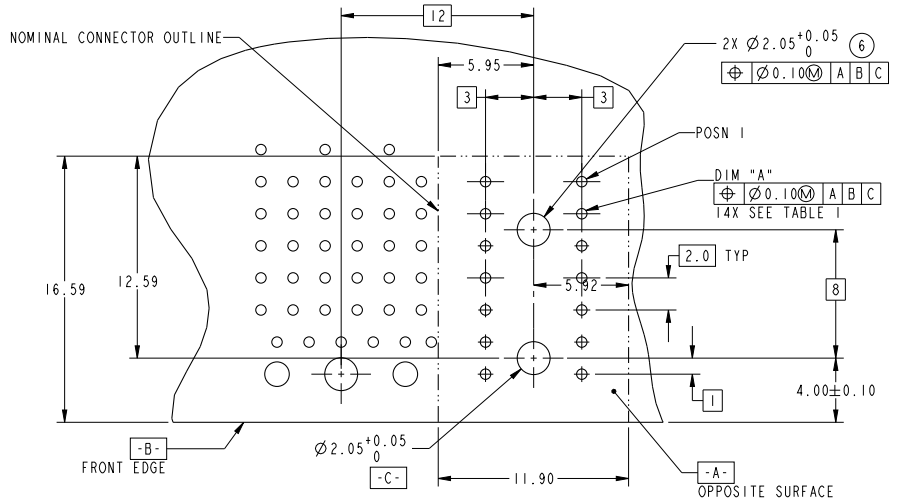 12
NOMINAL CONNECTOR OUTLINE
2X Ø2.05 +0.05 0 6
5.95
⌖ Ø0.10Ⓜ A B C
3
3
POSN 1
DIM "A"
⌖ Ø0.10Ⓜ A B C
14X SEE TABLE 1
2.0 TYP
16.59
12.59
5.92
8
4.00±0.10
1
-B-
FRONT EDGE
Ø2.05 +0.05 0
-C-
11.90
-A-
OPPOSITE SURFACE